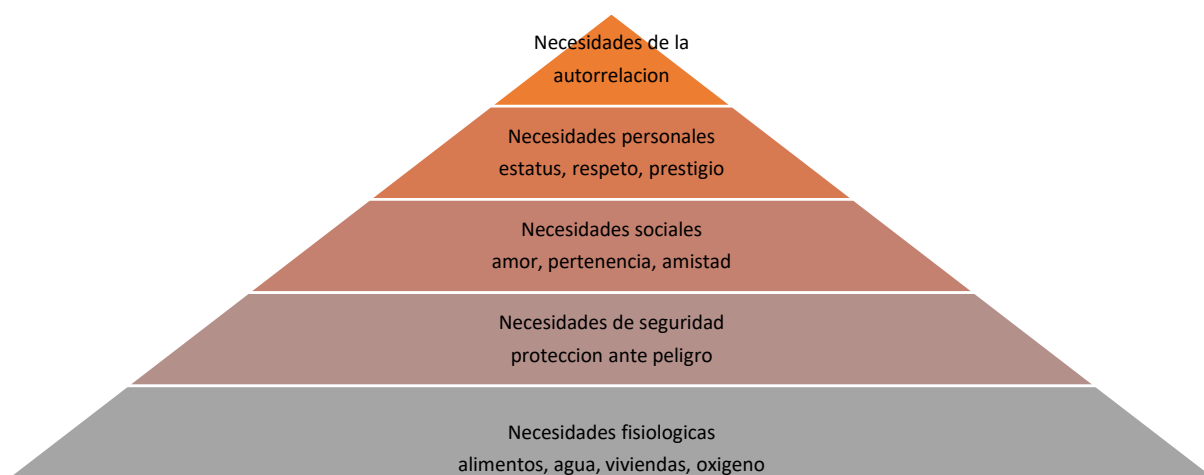 Necesidades de la
autorrelacion
Necesidades personales
estatus, respeto, prestigio
Necesidades sociales
amor, pertenencia, amistad
Necesidades de seguridad
proteccion ante peligro
Necesidades fisiologicas
alimentos, agua, viviendas, oxigeno